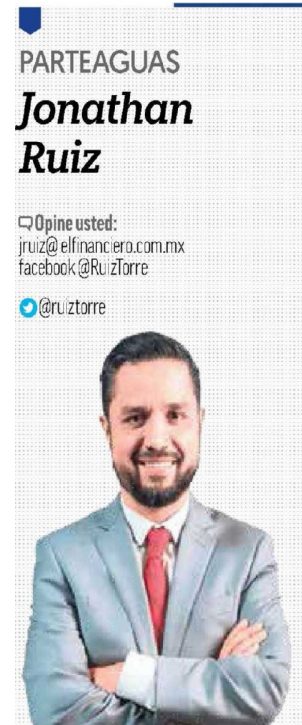 PARTEAGUAS
Jonathan
Ruiz
Opine usted:
jruiz@elfinanciero.com.mx
facebook @RuizTorre
@ruiztorre